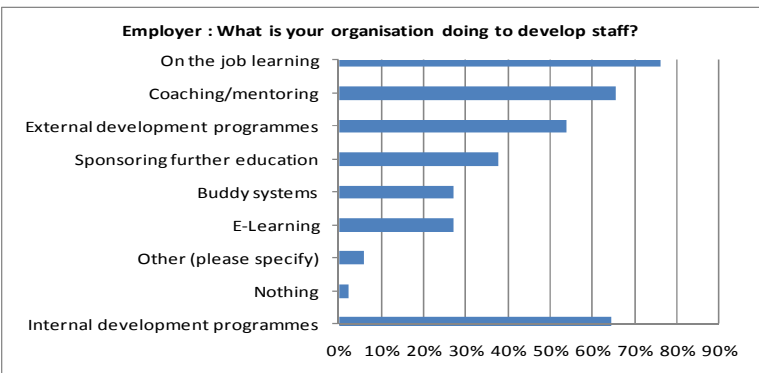 Employer : What is your organisation doing to develop staff?
On the job learning
Coaching/mentoring
External development programmes
Sponsoring further education
Buddy systems
E-Learning
Other (please specify)
Nothing
Internal development programmes
0% 10% 20% 30% 40% 50% 60% 70% 80% 90%